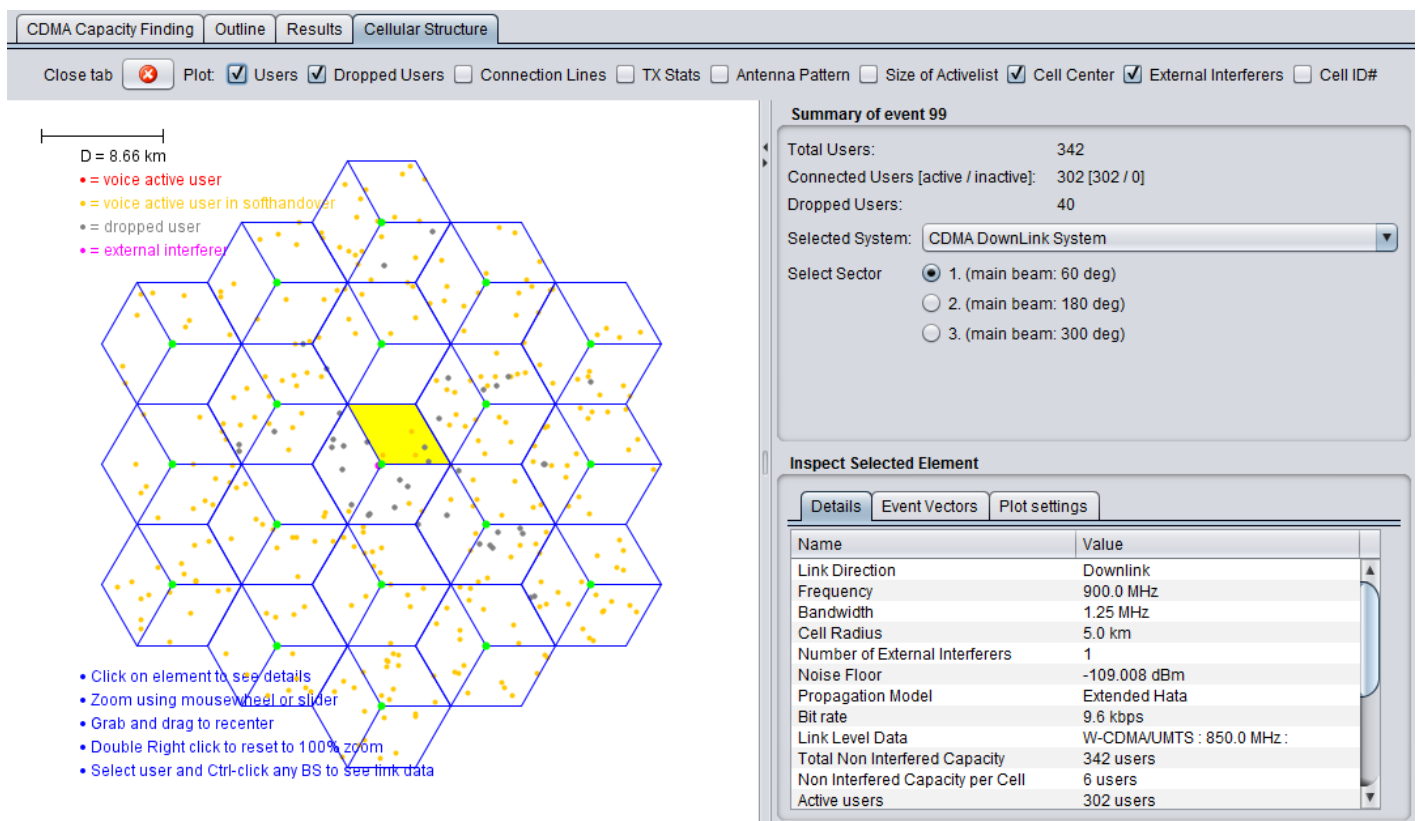 CDMA Capacity Finding Outline Results Cellular Structure
Close tab Plot: Users Dropped Users Connection Lines TX Stats Antenna Pattern Size of Activelist Cell Center External Interferers Cell ID#
D = 8.66 km
• = voice active user
• = voice active user in softhandover
• = dropped user
• = external interferer
• Click on element to see details
• Zoom using mousewheel or slider
• Grab and drag to recenter
• Double Right click to reset to 100% zoom
• Select user and Ctrl-click any BS to see link data
Summary of event 99
Total Users: 342
Connected Users [active / inactive]: 302 [302 / 0]
Dropped Users: 40
Selected System: CDMA DownLink System
Select Sector 1. (main beam: 60 deg)
2. (main beam: 180 deg)
3. (main beam: 300 deg)
Inspect Selected Element
Details Event Vectors Plot settings
Name Value
Link Direction Downlink
Frequency 900.0 MHz
Bandwidth 1.25 MHz
Cell Radius 5.0 km
Number of External Interferers 1
Noise Floor -109.008 dBm
Propagation Model Extended Hata
Bit rate 9.6 kbps
Link Level Data W-CDMA/UMTS : 850.0 MHz :
Total Non Interfered Capacity 342 users
Non Interfered Capacity per Cell 6 users
Active users 302 users